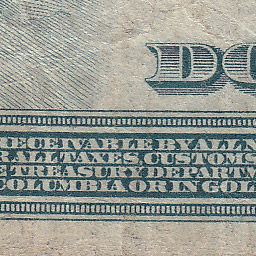 DO
RECEIVABLE BY ALL N
R ALL TAXES CUSTOMS
E TREASURY DEPARTM
COLUMBIA OR IN GOL